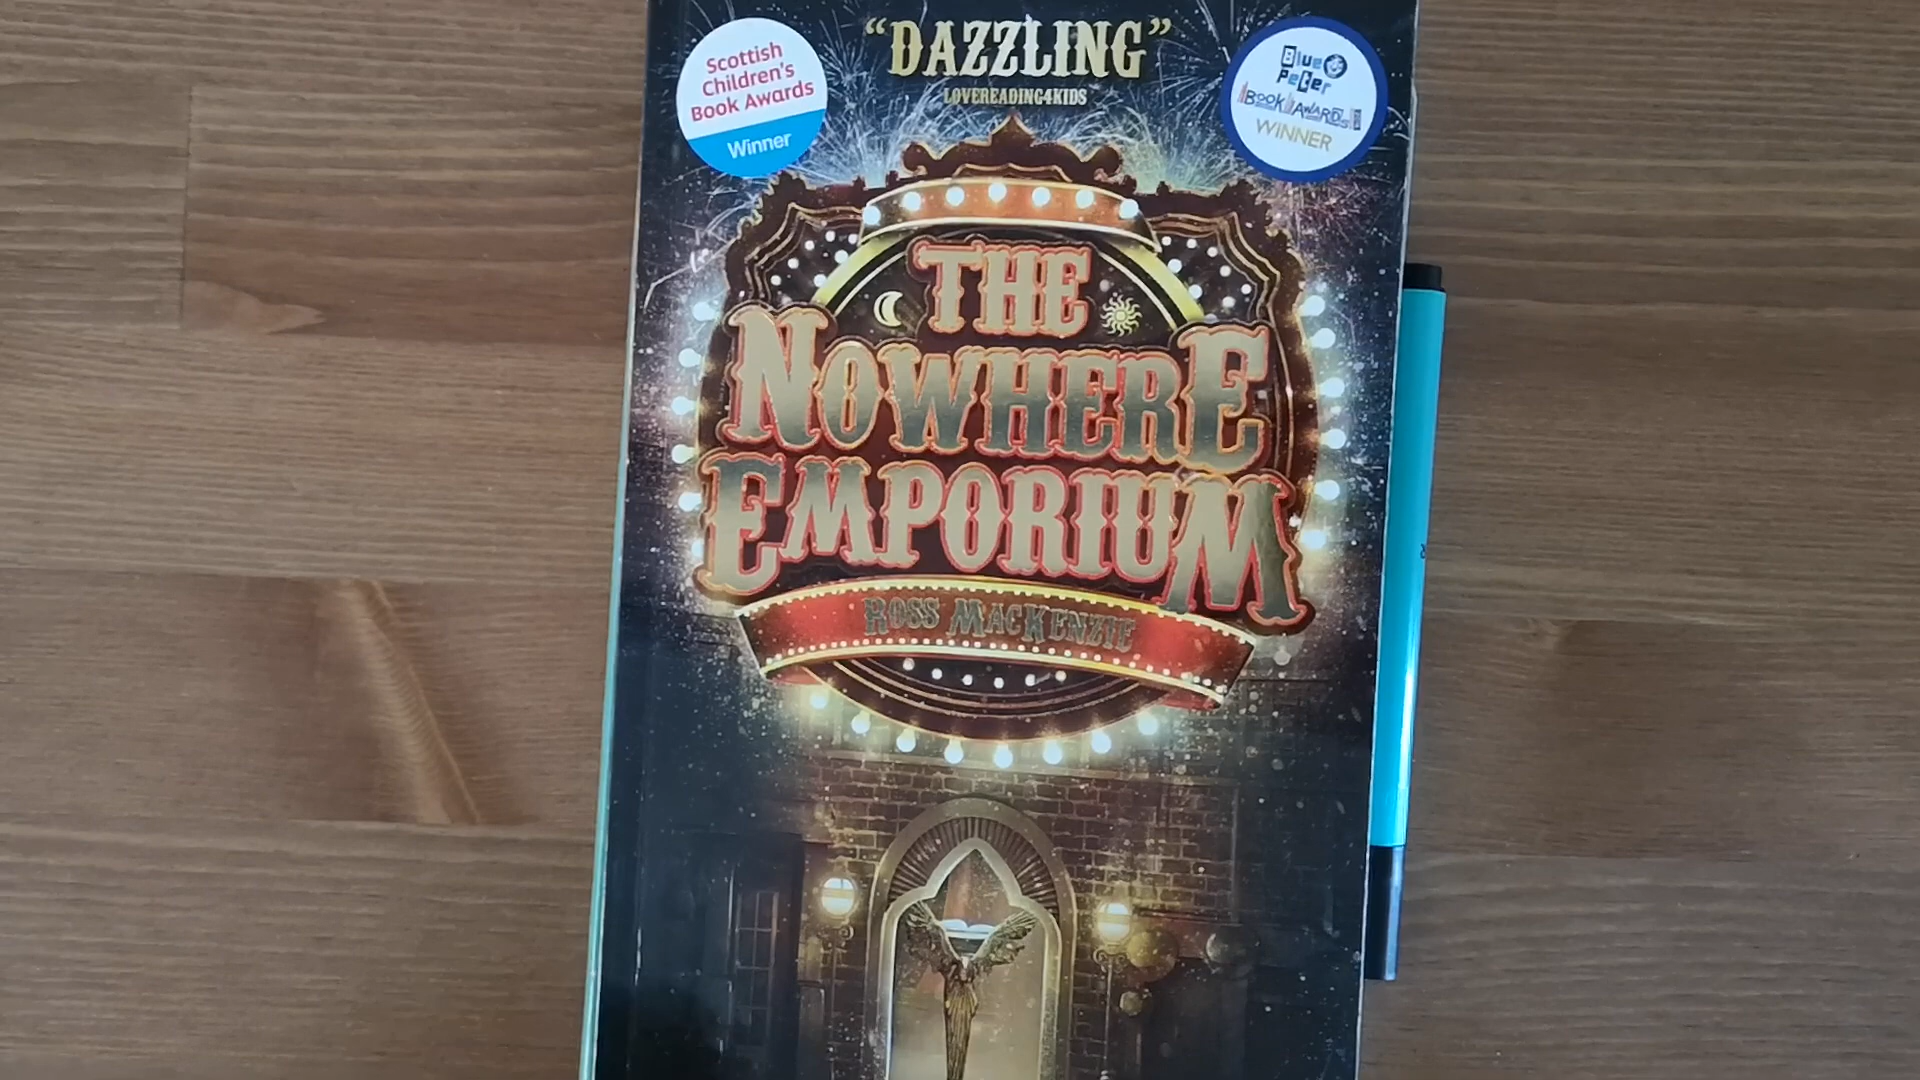 "DAZZLING"
LOVEREADING4KIDS
Scottish
Children's
Book Awards
Winner
Blue
Peter
BOOK AWARDS
WINNER
THE
NOWHERE
EMPORIUM
ROSS MACKENZIE